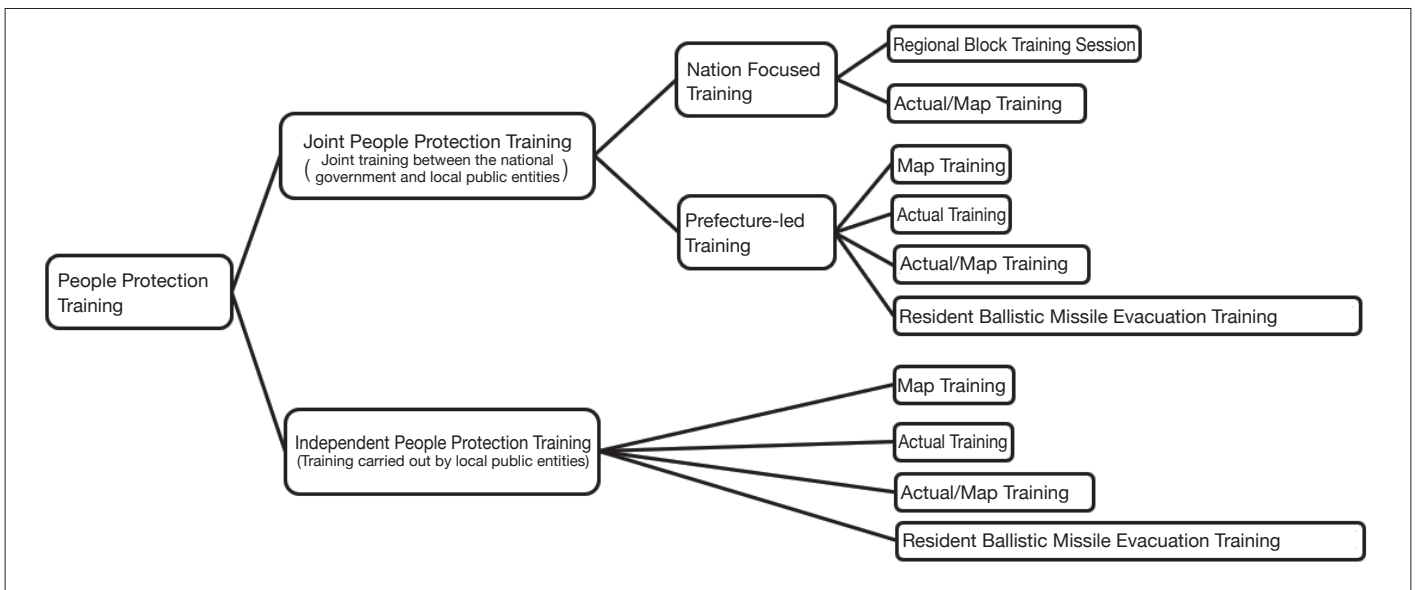 People Protection
Training
Joint People Protection Training
(Joint training between the national
government and local public entities)
Nation Focused
Training
Regional Block Training Session
Actual/Map Training
Prefecture-led
Training
Map Training
Actual Training
Actual/Map Training
Resident Ballistic Missile Evacuation Training
Independent People Protection Training
(Training carried out by local public entities)
Map Training
Actual Training
Actual/Map Training
Resident Ballistic Missile Evacuation Training